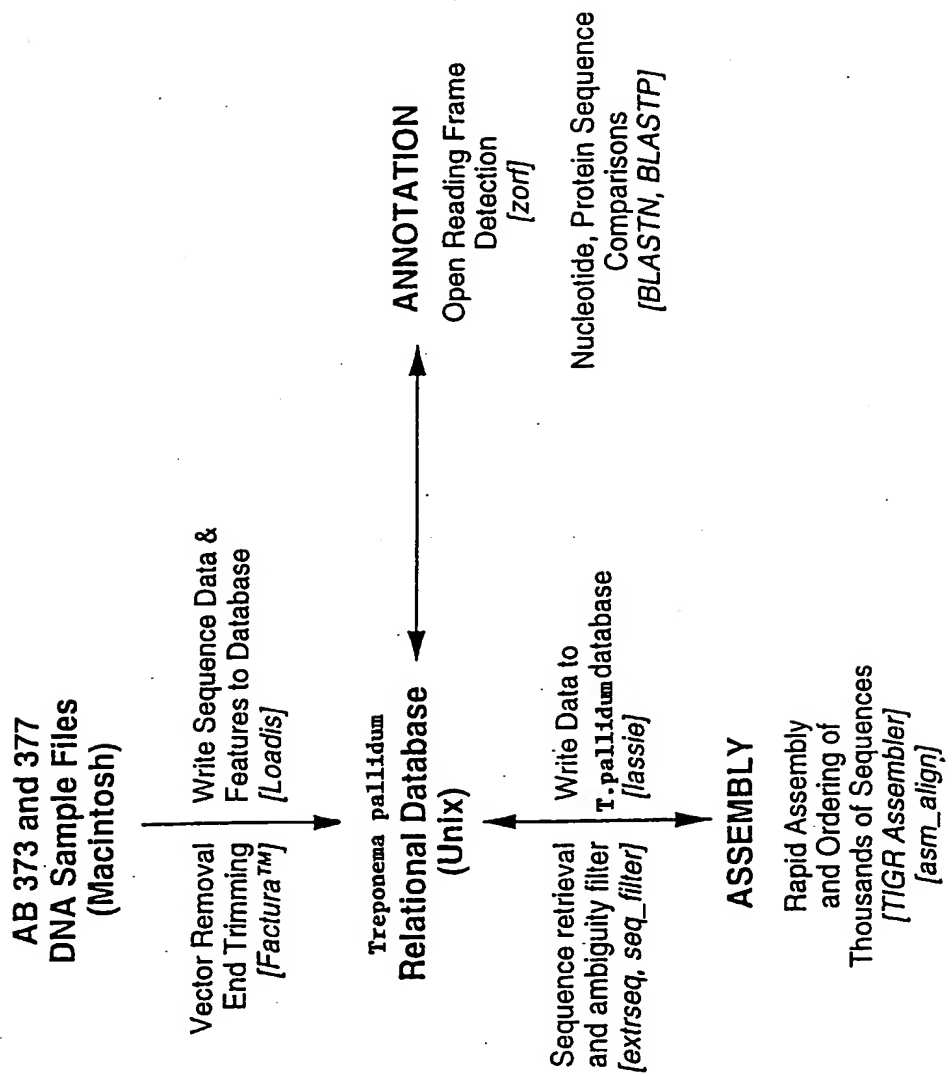 AB 373 and 377
DNA Sample Files
(Macintosh)
Vector Removal
End Trimming
[Factura™]
Write Sequence Data &
Features to Database
[Loadis]
Treponema pallidum
Relational Database
(Unix)
ANNOTATION
Open Reading Frame
Detection
[zorf]
Nucleotide, Protein Sequence
Comparisons
[BLASTN, BLASTP]
Sequence retrieval
and ambiguity filter
[extrseq, seq_filter]
Write Data to
T.pallidum database
[lassie]
ASSEMBLY
Rapid Assembly
and Ordering of
Thousands of Sequences
[TIGR Assembler]
[asm_align]